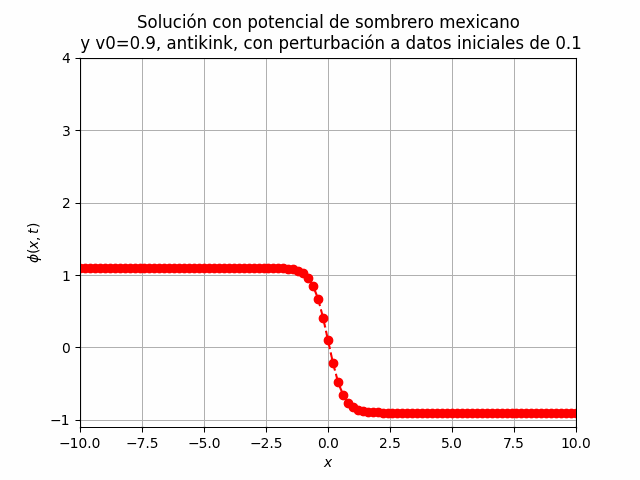 Solución con potencial de sombrero mexicano
y v0=0.9, antikink, con perturbación a datos iniciales de 0.1
4
3
2
1
0
−1
ϕ(x, t)
−10.0 −7.5 −5.0 −2.5 0.0 2.5 5.0 7.5 10.0
x